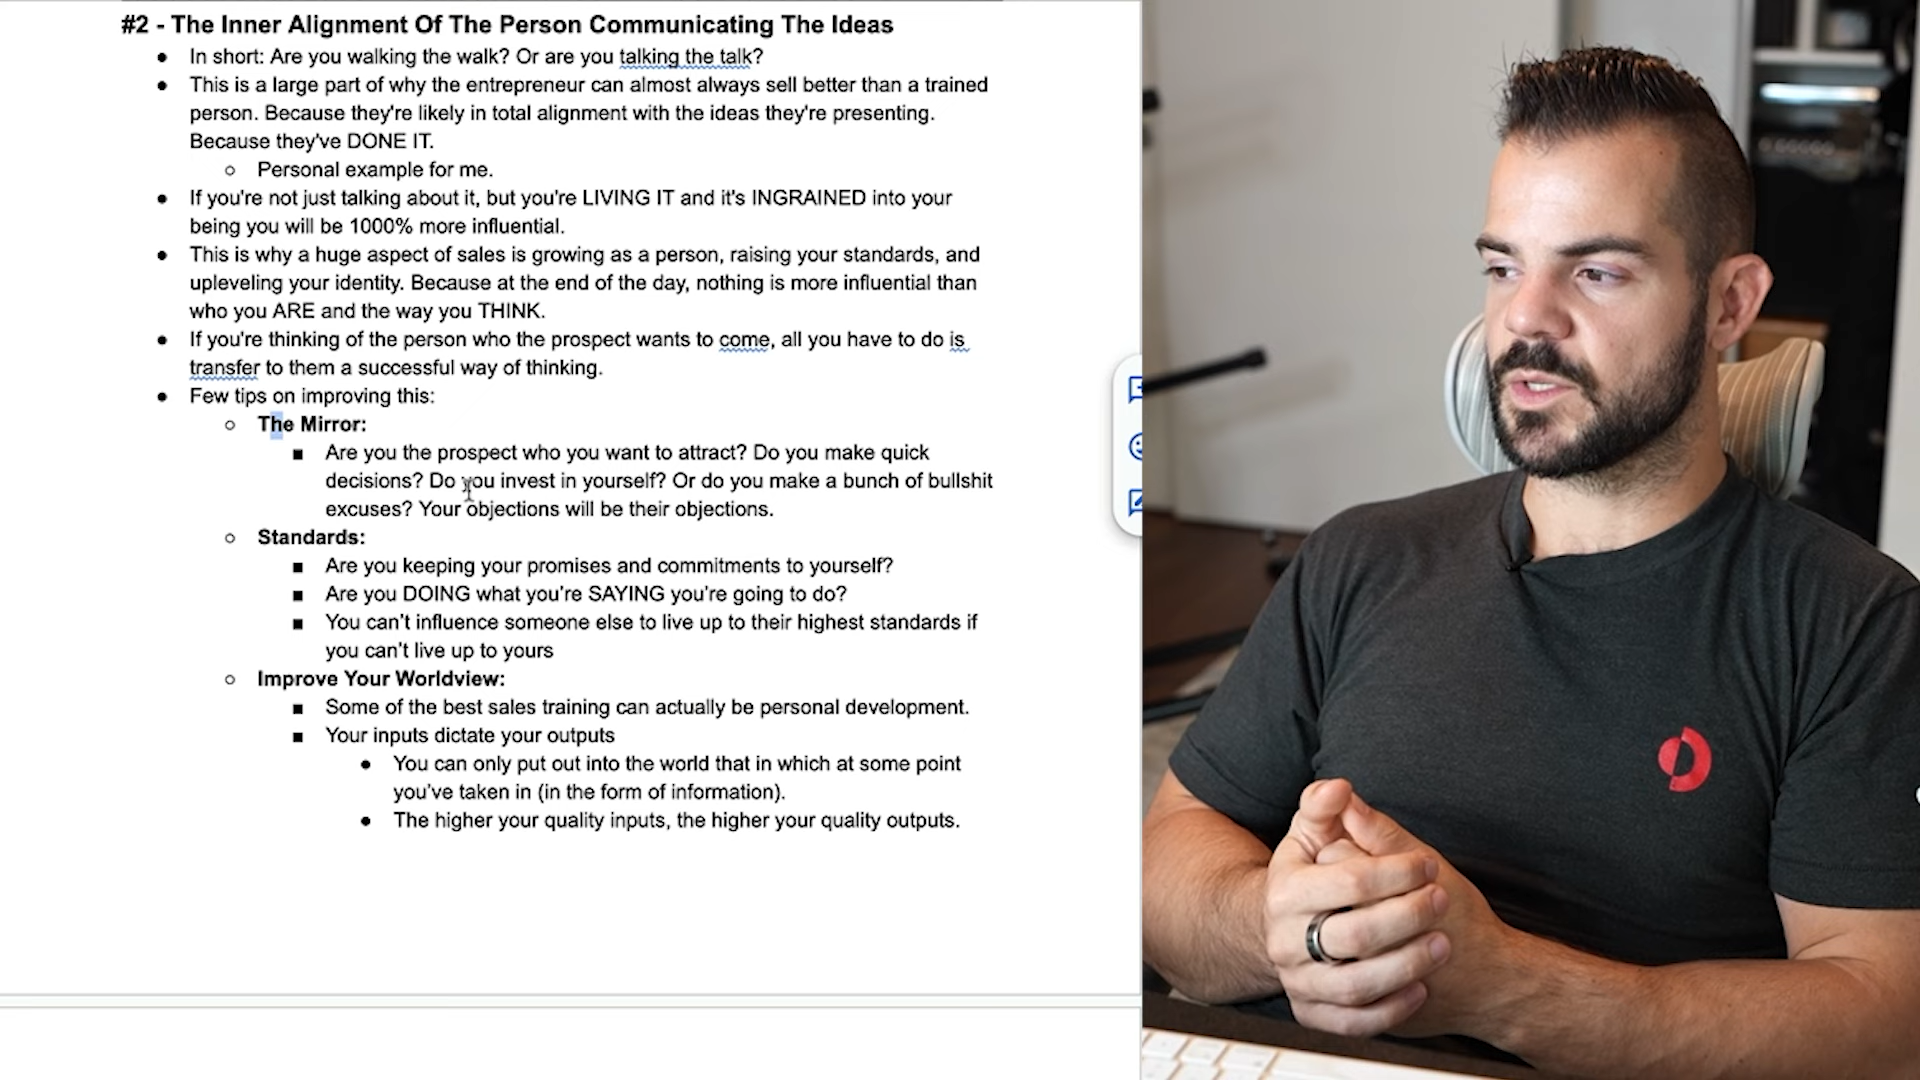 #2 - The Inner Alignment Of The Person Communicating The Ideas
● In short: Are you walking the walk? Or are you talking the talk?
● This is a large part of why the entrepreneur can almost always sell better than a trained
person. Because they're likely in total alignment with the ideas they're presenting.
Because they've DONE IT.
○ Personal example for me.
● If you're not just talking about it, but you're LIVING IT and it's INGRAINED into your
being you will be 1000% more influential.
● This is why a huge aspect of sales is growing as a person, raising your standards, and
upleveling your identity. Because at the end of the day, nothing is more influential than
who you ARE and the way you THINK.
● If you're thinking of the person who the prospect wants to come, all you have to do is
transfer to them a successful way of thinking.
● Few tips on improving this:
○ The Mirror:
■ Are you the prospect who you want to attract? Do you make quick
decisions? Do you invest in yourself? Or do you make a bunch of bullshit
excuses? Your objections will be their objections.
○ Standards:
■ Are you keeping your promises and commitments to yourself?
■ Are you DOING what you're SAYING you're going to do?
■ You can't influence someone else to live up to their highest standards if
you can't live up to yours
○ Improve Your Worldview:
■ Some of the best sales training can actually be personal development.
■ Your inputs dictate your outputs
● You can only put out into the world that in which at some point
you've taken in (in the form of information).
● The higher your quality inputs, the higher your quality outputs.